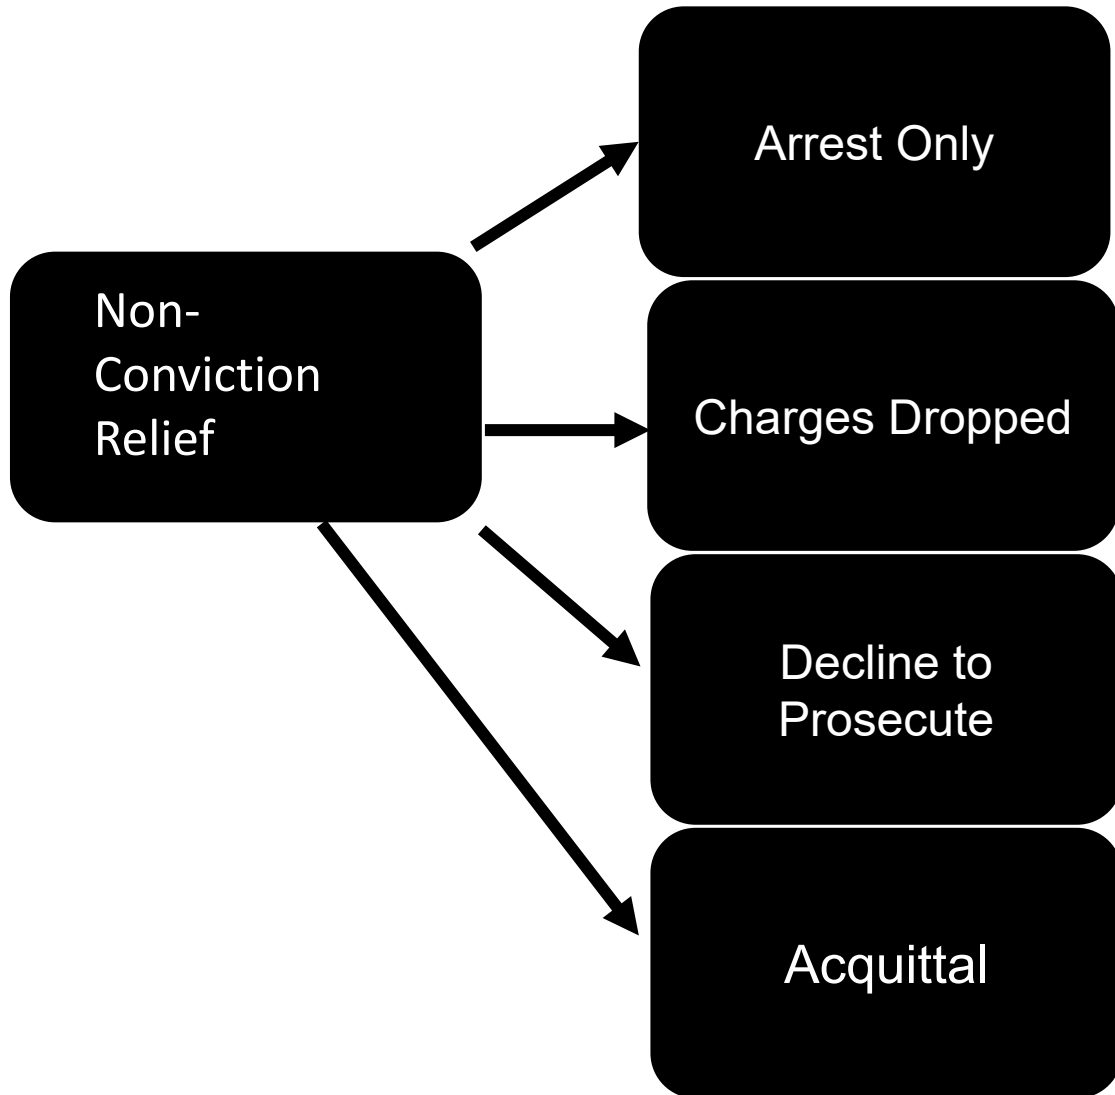 Non-
Conviction
Relief
Arrest Only
Charges Dropped
Decline to
Prosecute
Acquittal